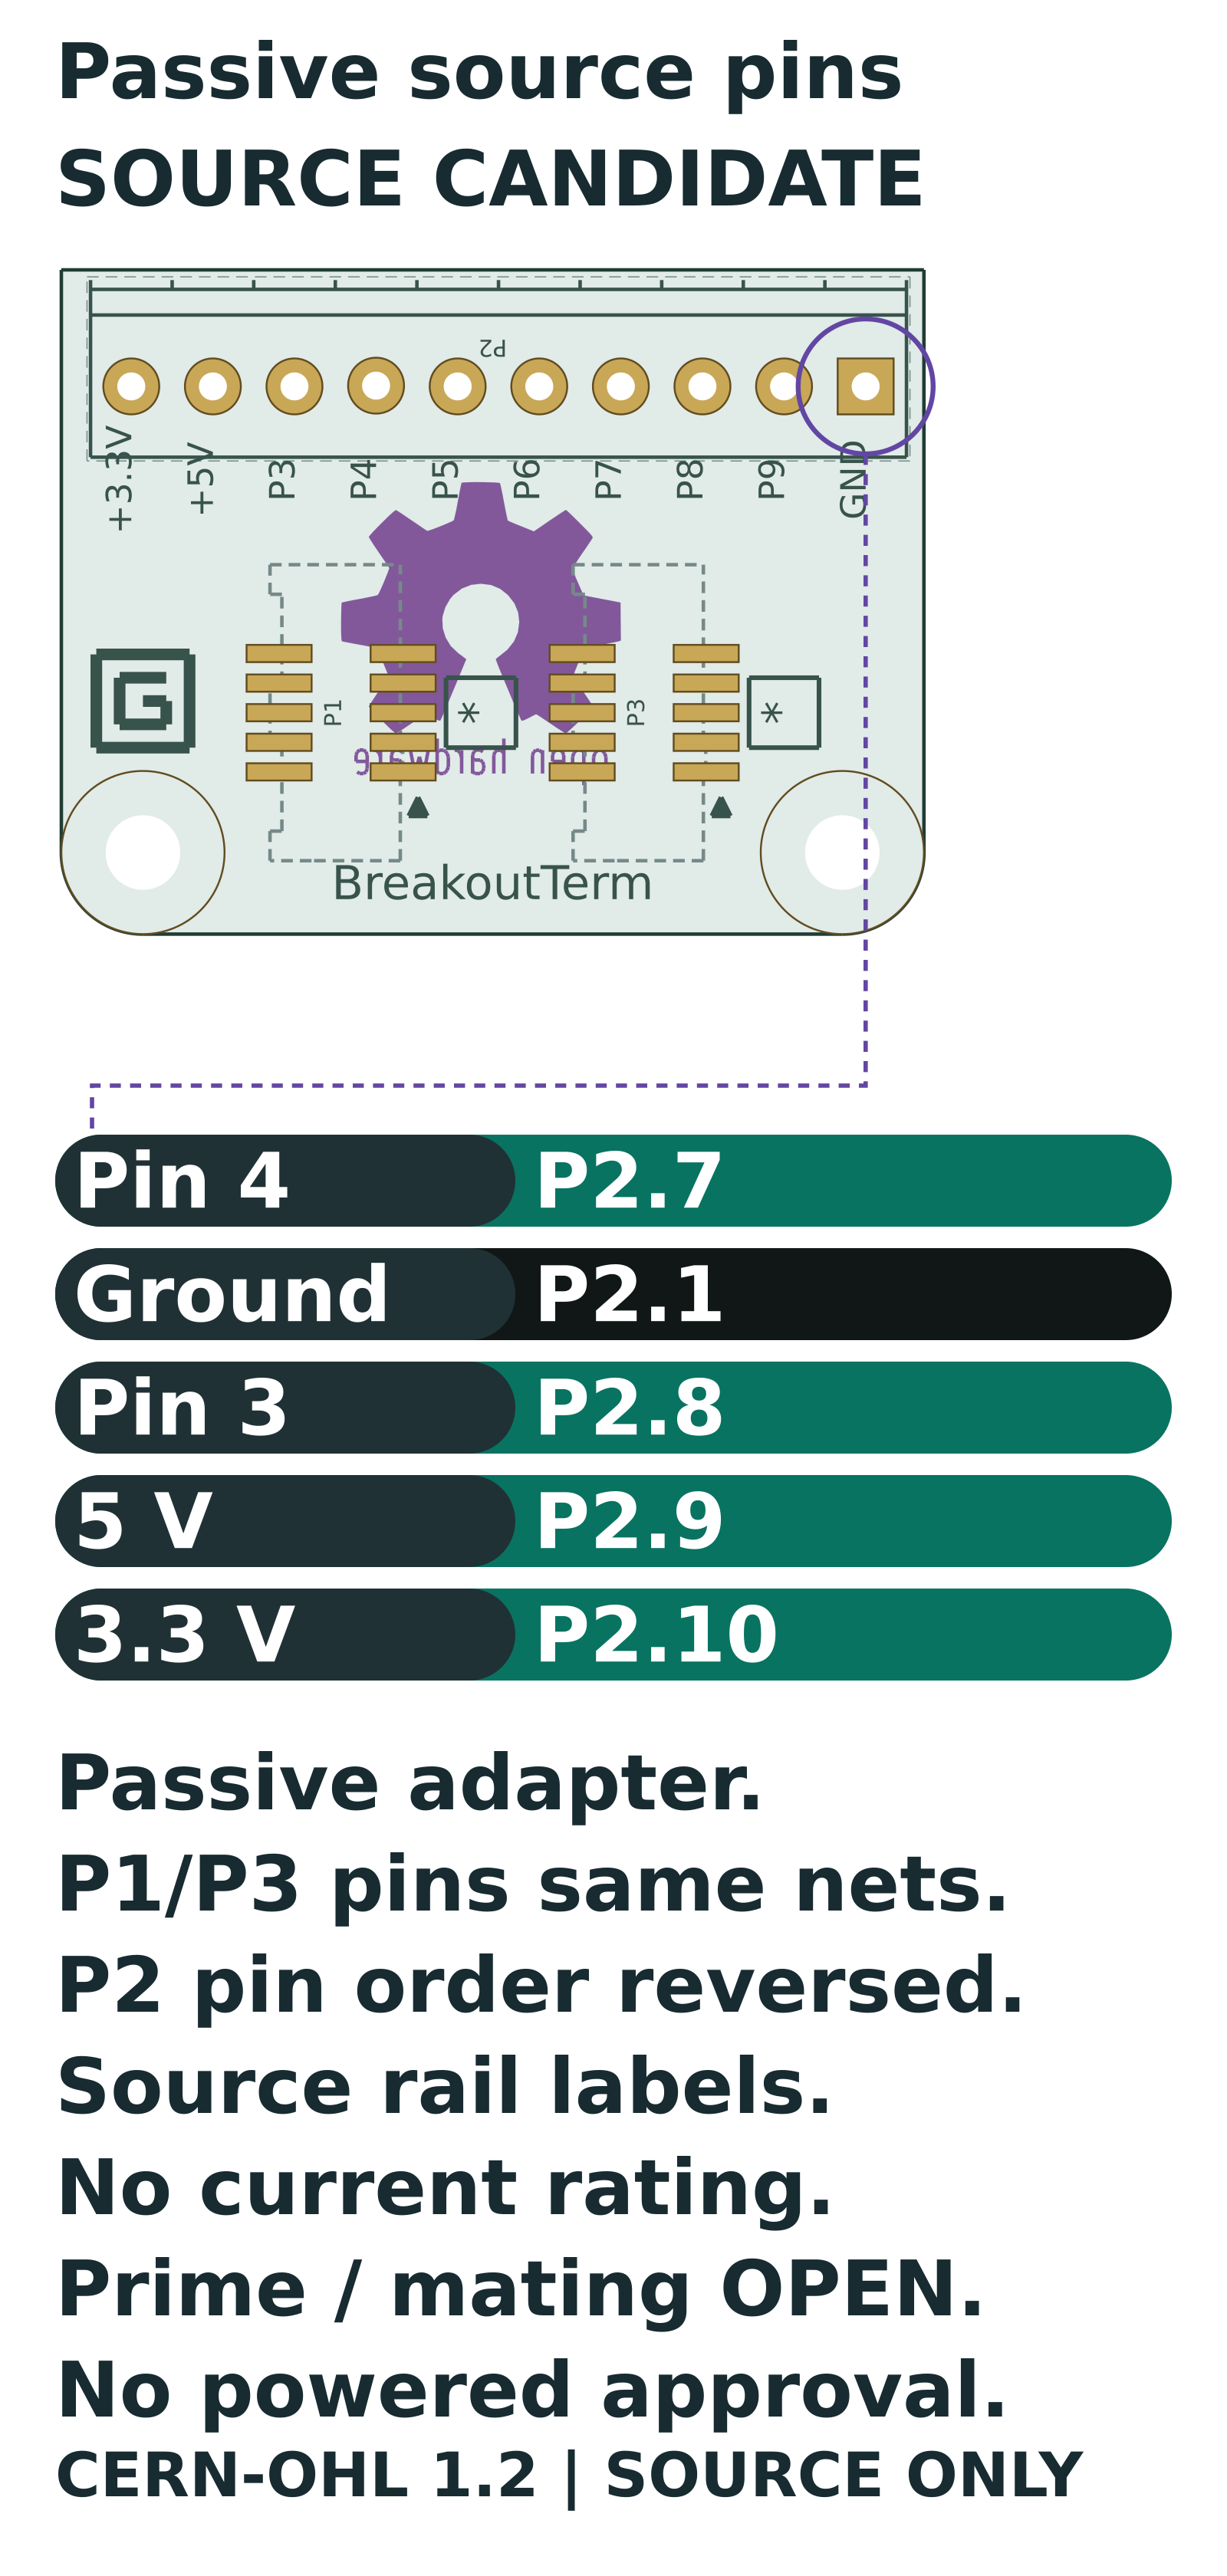 Passive source pins
SOURCE CANDIDATE
P2
+3.3V +5V P3 P4 P5 P6 P7 P8 P9 GND
G
P1 * P3 *
open hardware
BreakoutTerm
Pin 4 P2.7
Ground P2.1
Pin 3 P2.8
5 V P2.9
3.3 V P2.10
Passive adapter.
P1/P3 pins same nets.
P2 pin order reversed.
Source rail labels.
No current rating.
Prime / mating OPEN.
No powered approval.
CERN-OHL 1.2 | SOURCE ONLY